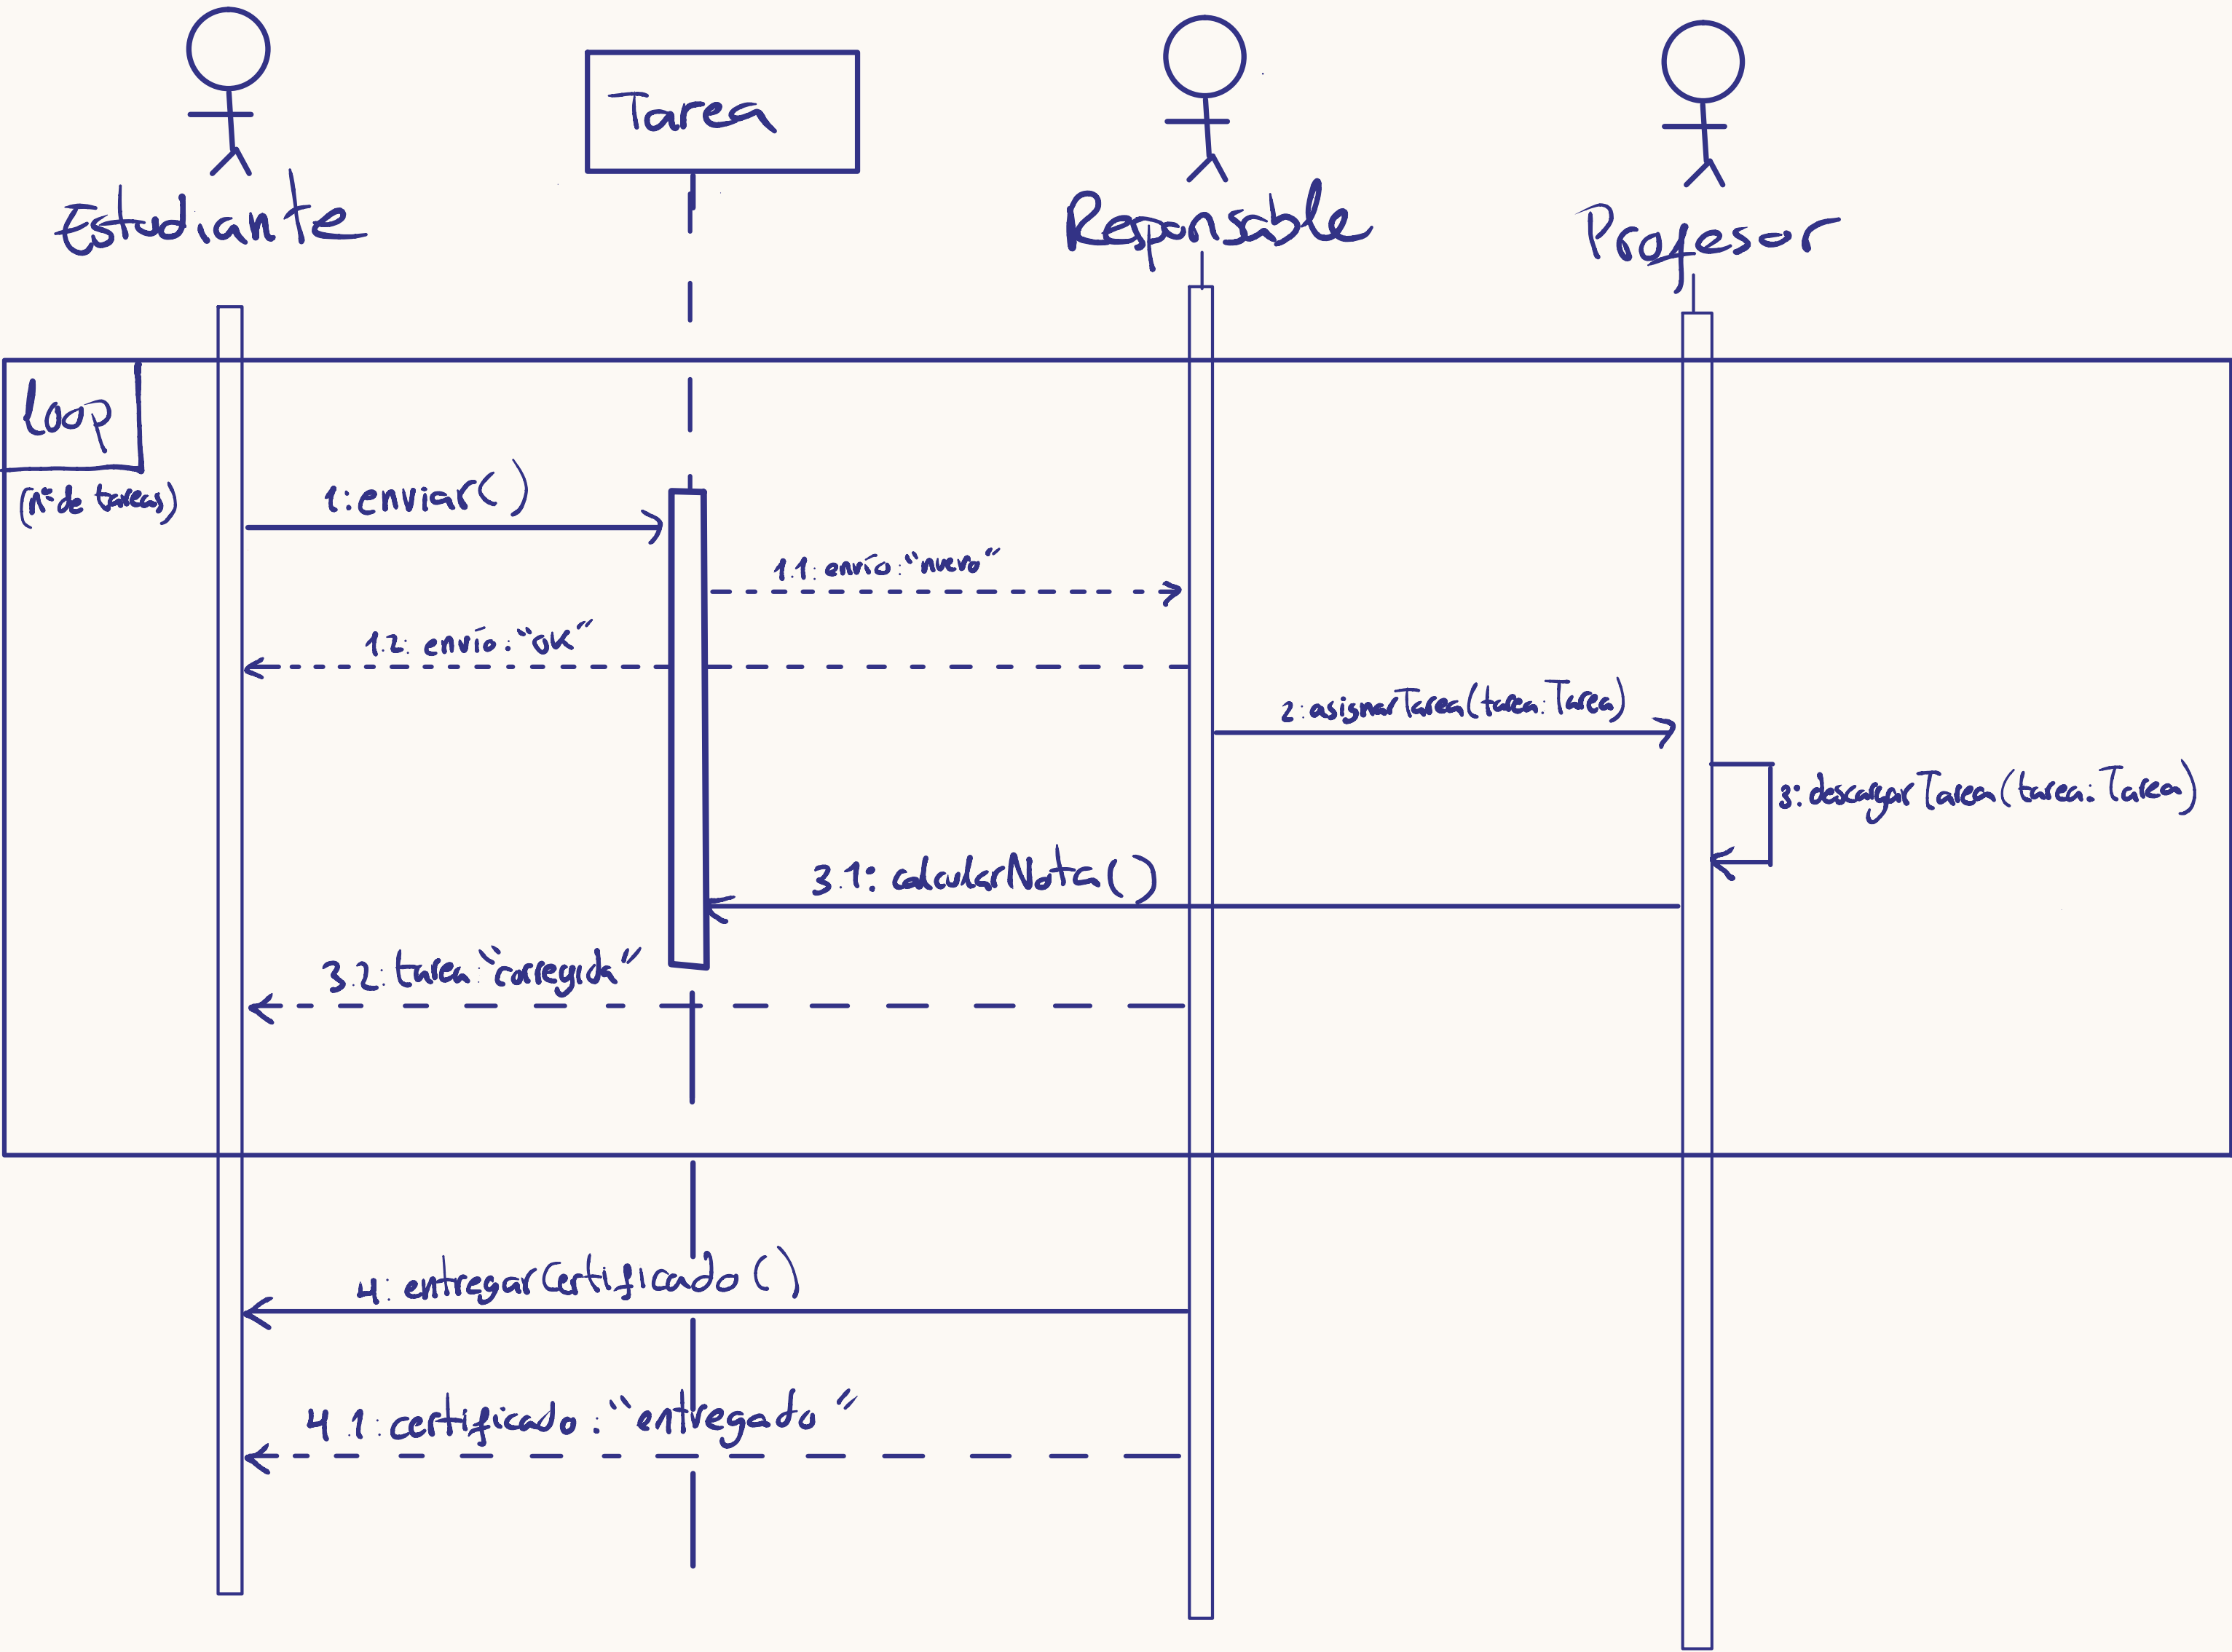 Estudiante
Tarea
Responsable
Profesor
Loop
(nº de tareas)
1: enviar()
1.1: envío: "nuevo"
1.2: envío: "OK"
2: asignarTarea(tarea: Tarea)
3: descargarTarea(tarea: Tarea)
3.1: calcularNota()
3.2: tarea "corregida"
4: entregarCertificado()
4.1: certificado: "entregado"